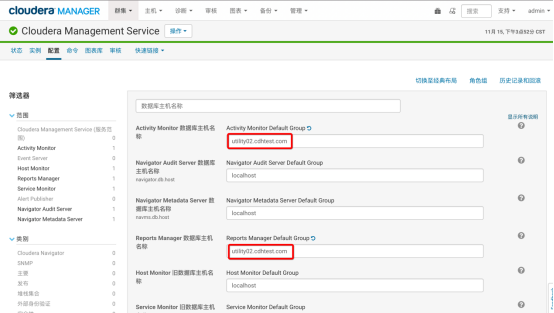 cloudera MANAGER 群集 主机 诊断 审核 图表 备份 管理 搜索 支持 admin
Cloudera Management Service 操作 11月 15, 下午3点52分 CST
状态 实例 配置 命令 图表库 审核 快速链接
切换至经典布局 角色组 历史记录和回滚
筛选器
数据库主机名称
显示所有说明
范围
Cloudera Management Service (服务范围) 0
Activity Monitor 1
Event Server 0
Host Monitor 1
Reports Manager 1
Service Monitor 1
Alert Publisher 0
Navigator Audit Server 1
Navigator Metadata Server 1
类别
Cloudera Navigator 0
SNMP 0
主要 0
发布 0
堆栈集合 0
外部身份验证 0
Activity Monitor 数据库主机名称
Activity Monitor Default Group
utility02.cdhtest.com
Navigator Audit Server 数据库主机名称
navigator.db.host
Navigator Audit Server Default Group
localhost
Navigator Metadata Server 数据库主机名称
navms.db.host
Navigator Metadata Server Default Group
localhost
Reports Manager 数据库主机名称
Reports Manager Default Group
utility02.cdhtest.com
Host Monitor 旧数据库主机名称
Host Monitor Default Group
localhost
Service Monitor 旧数据库主机
Service Monitor Default Group